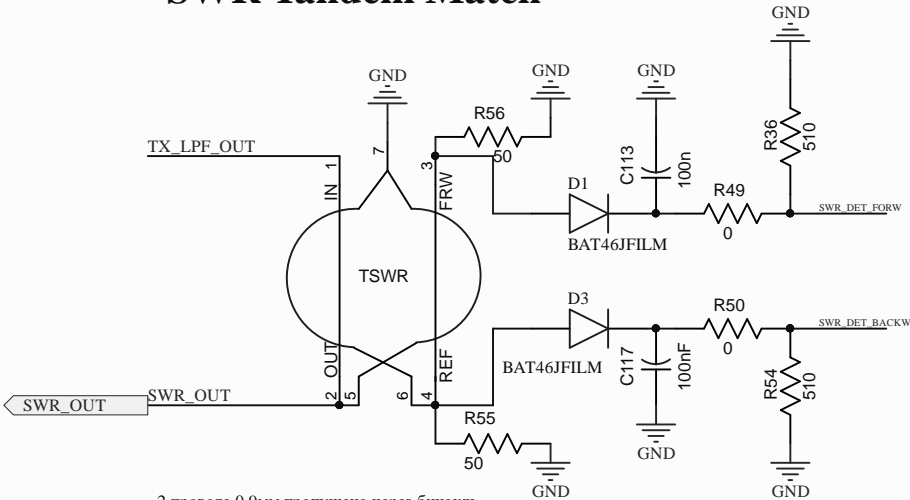 SWR Tandem Match
GND
GND
GND
GND
R56
50
R36
510
TX_LPF_OUT
1
7
3
IN
FRW
C113
100n
D1
R49
0
SWR_DET_FORW
BAT46JFILM
TSWR
D3
R50
0
SWR_DET_BACKW
BAT46JFILM
C117
100nF
R54
510
OUT
REF
2
5
6
4
SWR_OUT
SWR_OUT
R55
50
GND
GND
GND